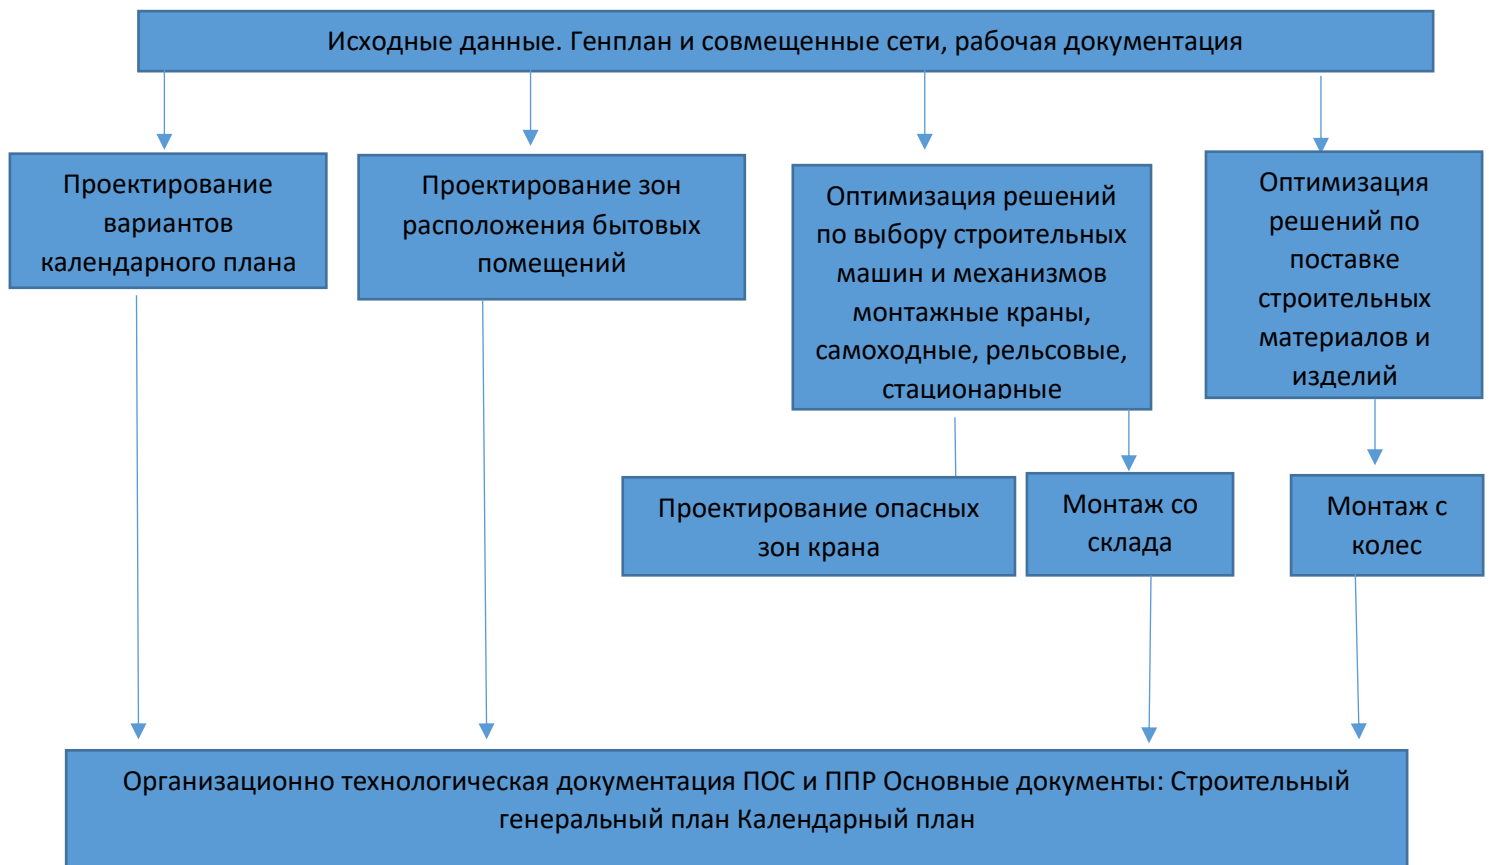 Исходные данные. Генплан и совмещенные сети, рабочая документация
Проектирование
вариантов
календарного плана
Проектирование зон
расположения бытовых
помещений
Оптимизация решений
по выбору строительных
машин и механизмов
монтажные краны,
самоходные, рельсовые,
стационарные
Оптимизация
решений по
поставке
строительных
материалов и
изделий
Проектирование опасных
зон крана
Монтаж со
склада
Монтаж с
колес
Организационно технологическая документация ПОС и ППР Основные документы: Строительный
генеральный план Календарный план